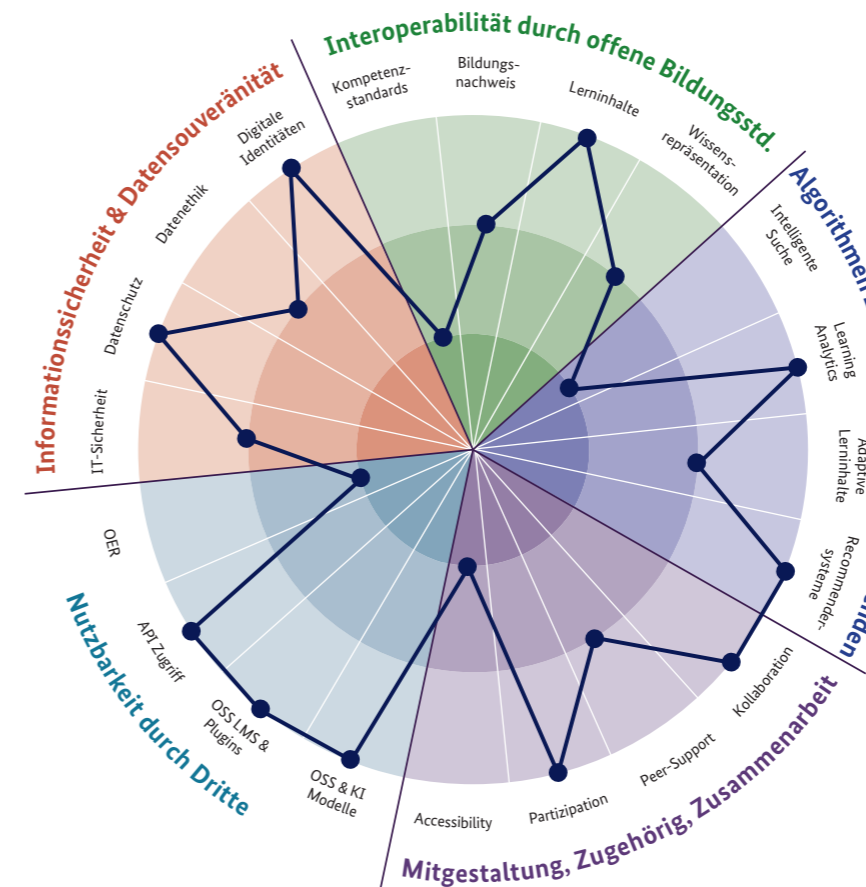 Interoperabilität durch offene Bildungsstd.
Kompetenz-
standards
Bildungs-
nachweis
Lerninhalte
Wissens-
repräsentation
Intelligente
Suche
Learning
Analytics
Adaptive
Lerninhalte
Recommender-
systeme
Kollaboration
Peer-Support
Partizipation
Accessibility
Mitgestaltung, Zugehörig, Zusammenarbeit
OSS & KI
Modelle
OSS LMS &
Plugins
API Zugriff
OER
Nutzbarkeit durch Dritte
IT-Sicherheit
Datenschutz
Datenethik
Digitale
Identitäten
Informationssicherheit & Datensouveränität